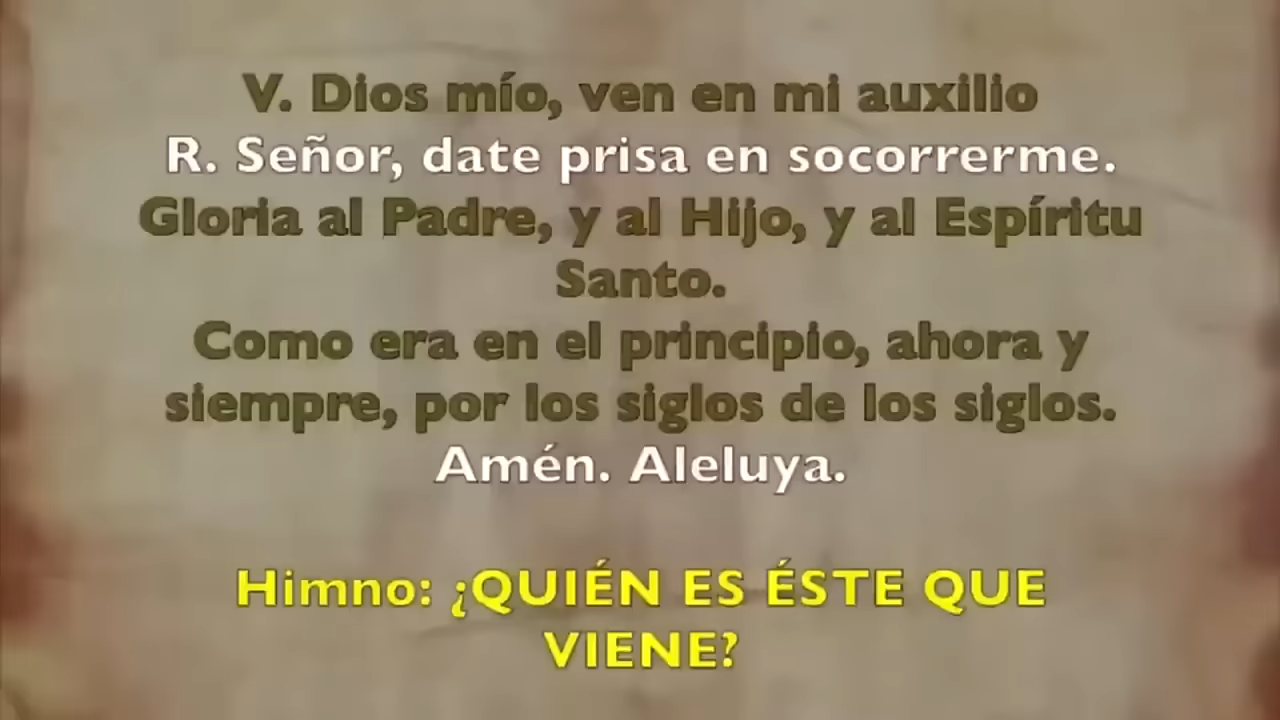 V. Dios mío, ven en mi auxilio
R. Señor, date prisa en socorrerme.
Gloria al Padre, y al Hijo, y al Espíritu
Santo.
Como era en el principio, ahora y
siempre, por los siglos de los siglos.
Amén. Aleluya.
Himno: ¿QUIÉN ES ÉSTE QUE
VIENE?